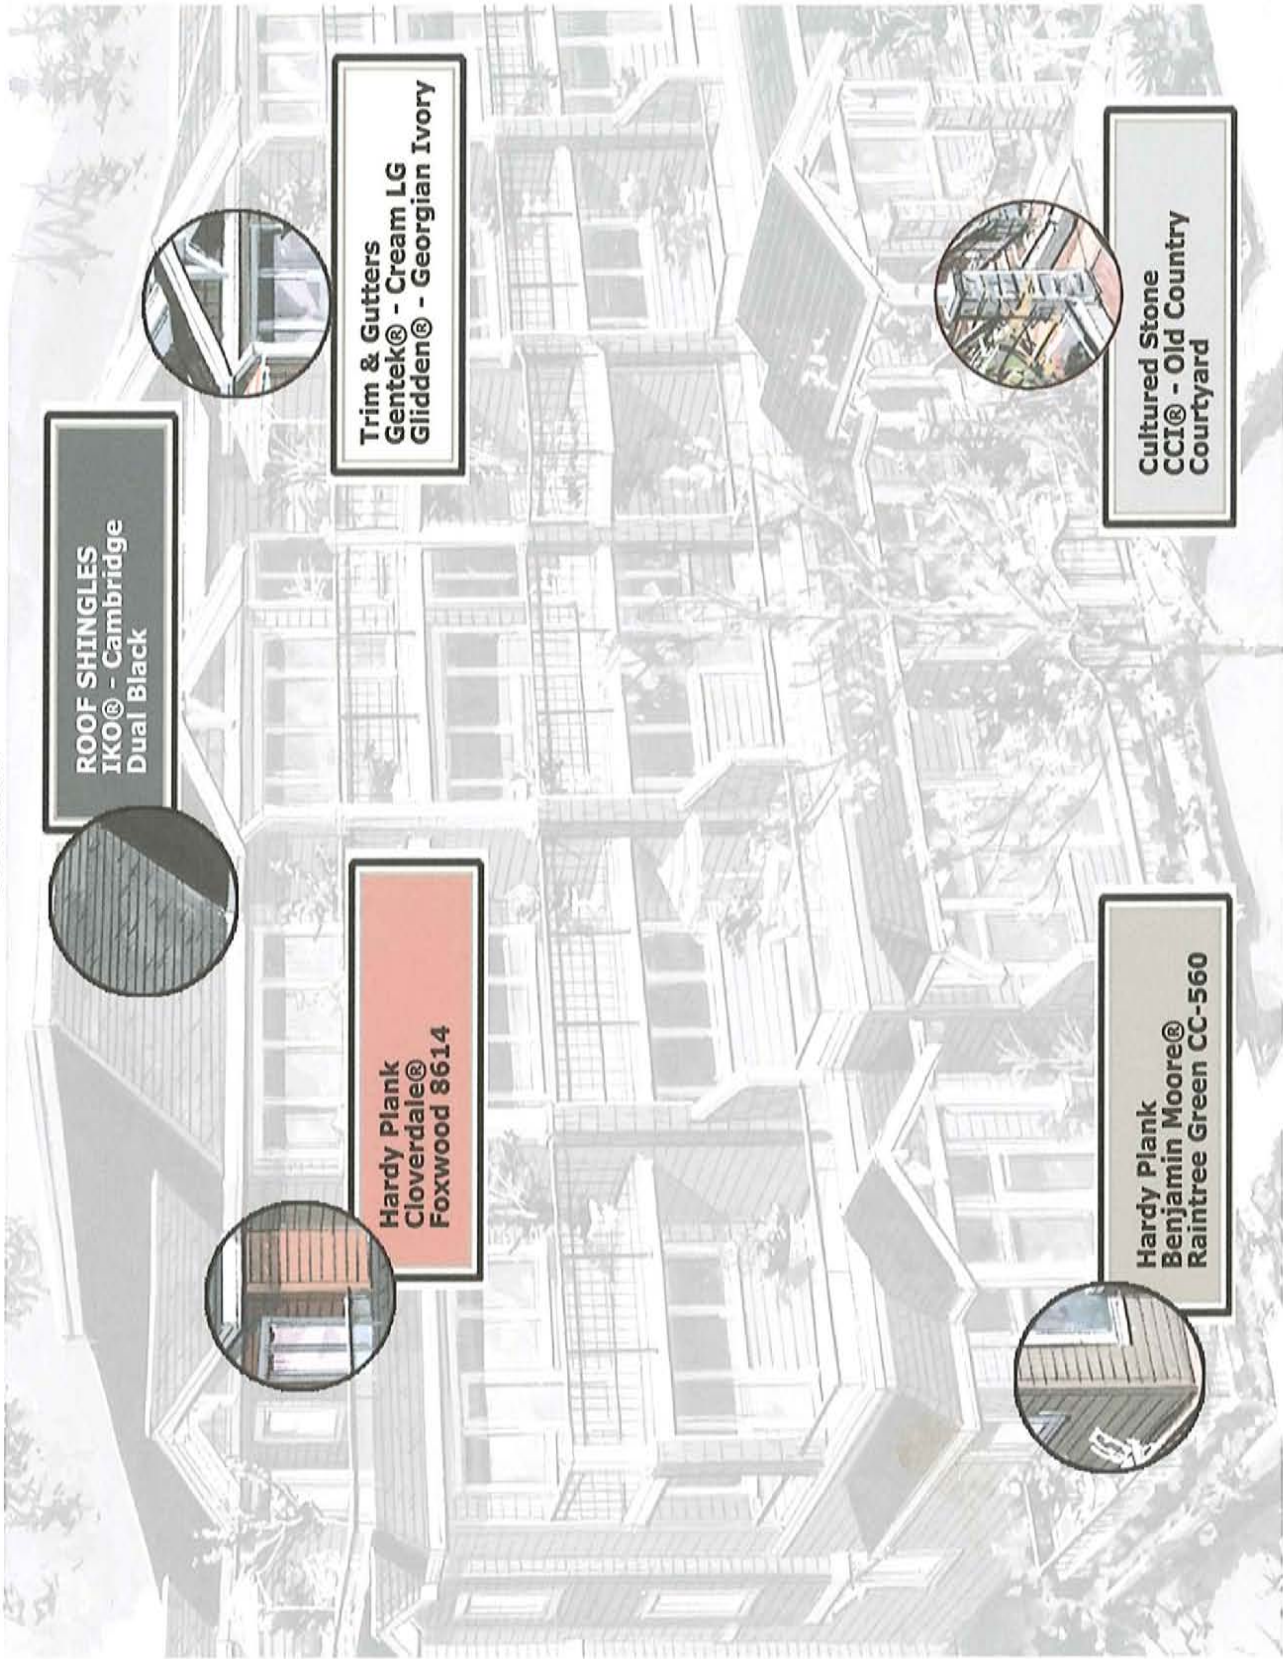 ROOF SHINGLES
IKO® - Cambridge
Dual Black
Trim & Gutters
Gentek® - Cream LG
Glidden® - Georgian Ivory
Hardy Plank
Cloverdale®
Foxwood 8614
Hardy Plank
Benjamin Moore®
Raintree Green CC-560
Cultured Stone
CCI® - Old Country
Courtyard